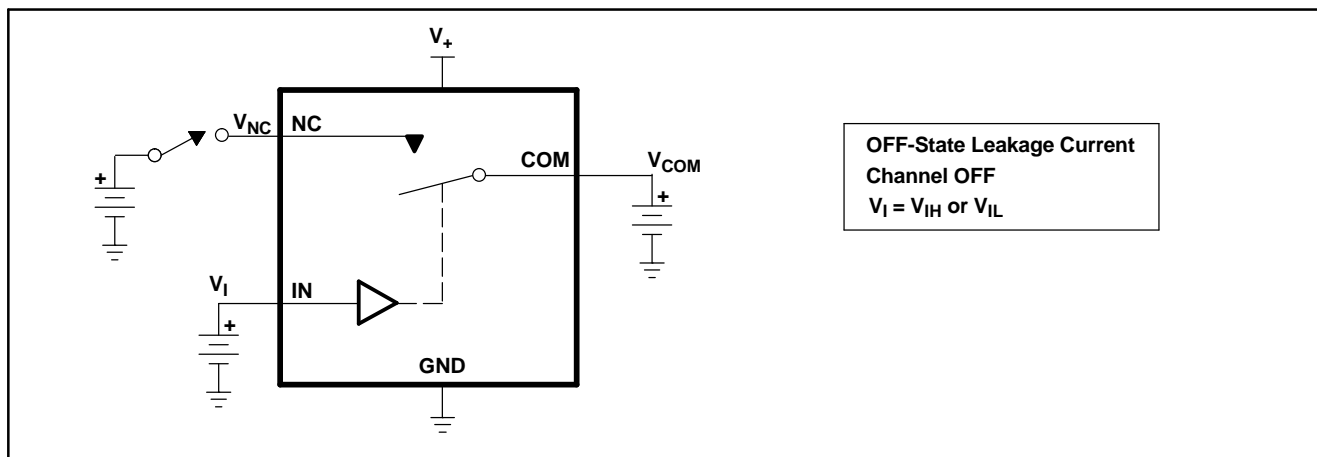 V+
VNC NC
COM VCOM
+
+
VI IN
+
GND
OFF-State Leakage Current
Channel OFF
VI = VIH or VIL